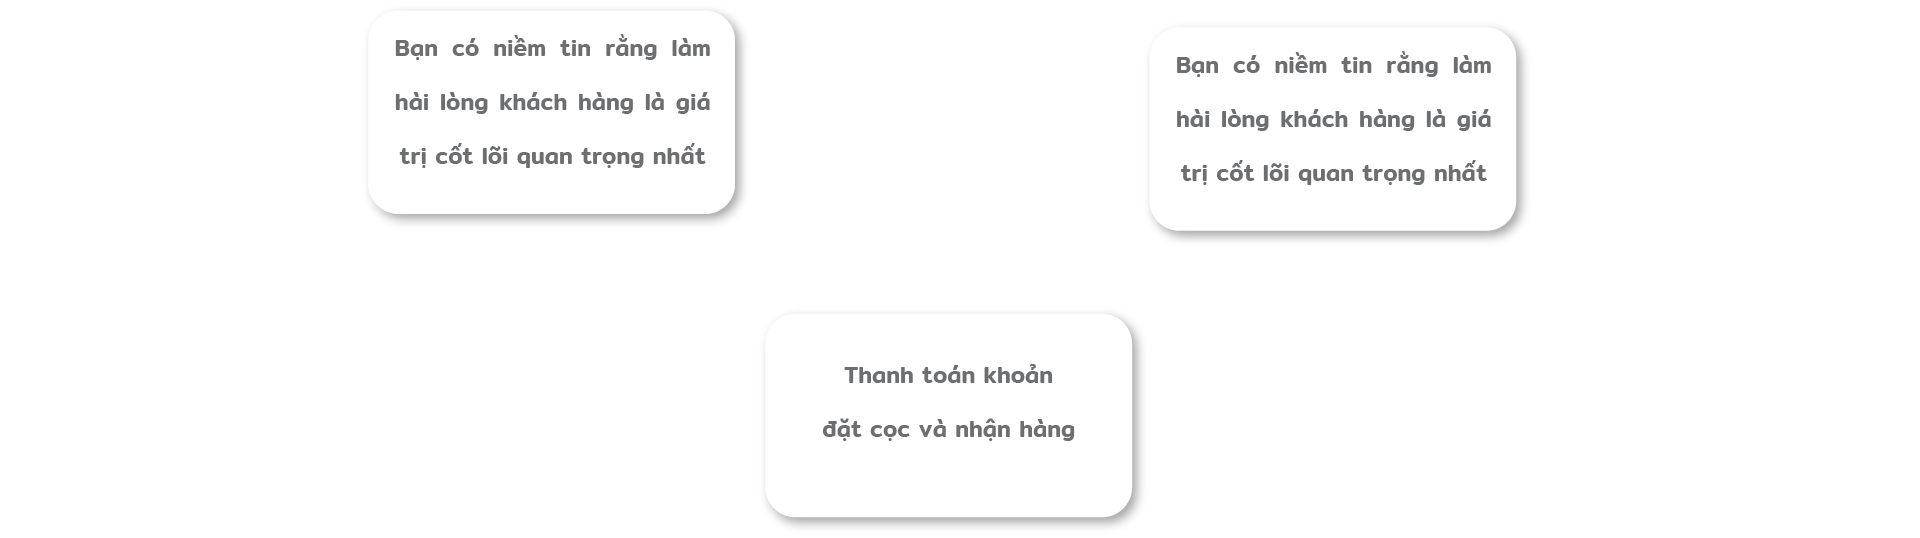 Bạn có niềm tin rằng làm
hài lòng khách hàng là giá
trị cốt lõi quan trọng nhất
Bạn có niềm tin rằng làm
hài lòng khách hàng là giá
trị cốt lõi quan trọng nhất
Thanh toán khoản
đặt cọc và nhận hàng